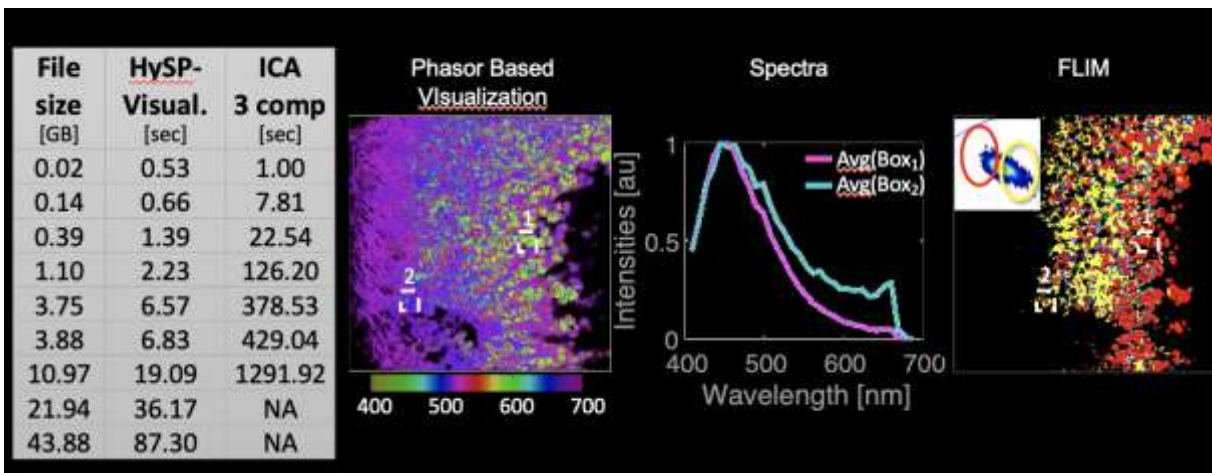 File HySP- ICA
size Visual. 3 comp
[GB] [sec] [sec]
0.02 0.53 1.00
0.14 0.66 7.81
0.39 1.39 22.54
1.10 2.23 126.20
3.75 6.57 378.53
3.88 6.83 429.04
10.97 19.09 1291.92
21.94 36.17 NA
43.88 87.30 NA
Phasor Based
VIsualization
1
2
400 500 600 700
Spectra
Intensities [au]
1
0.5
0
Avg(Box₁)
Avg(Box₂)
400 500 600 700
Wavelength [nm]
FLIM
1
2